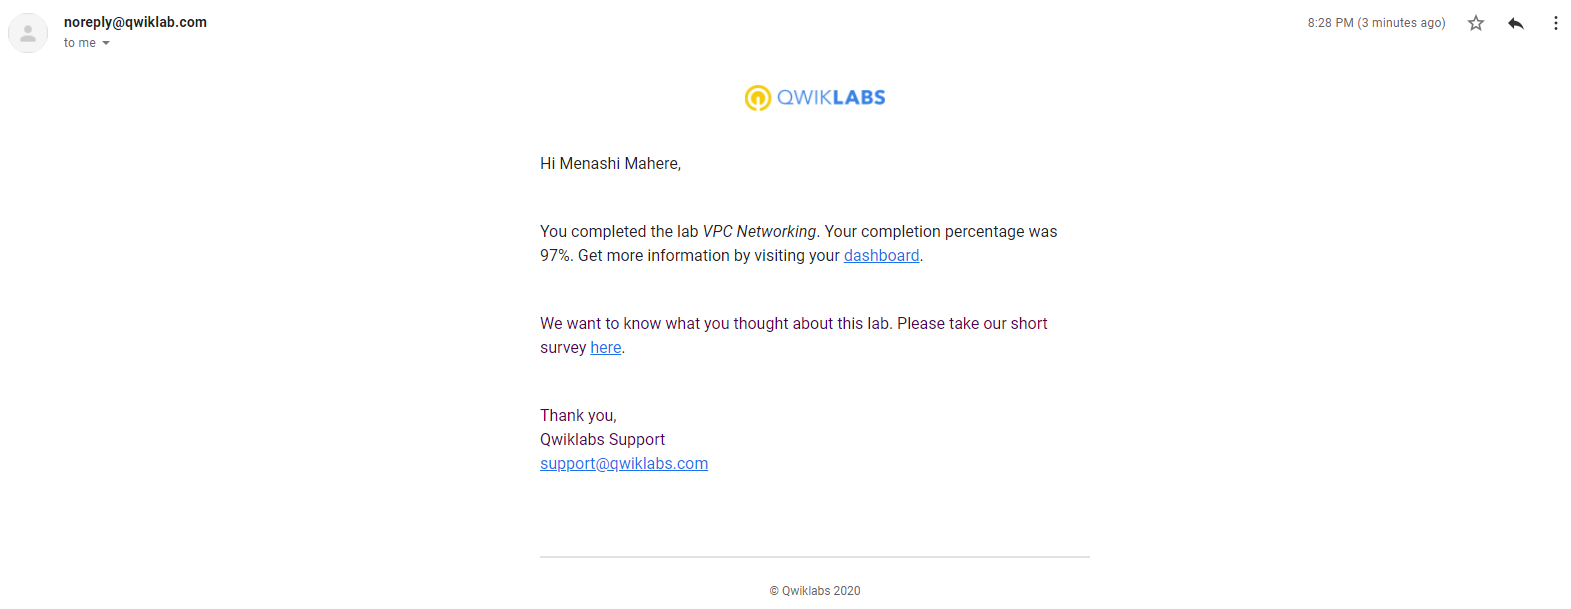 noreply@qwiklab.com
8:28 PM (3 minutes ago)
to me
QWIKLABS
Hi Menashi Mahere,
You completed the lab VPC Networking. Your completion percentage was
97%. Get more information by visiting your dashboard.
We want to know what you thought about this lab. Please take our short
survey here.
Thank you,
Qwiklabs Support
support@qwiklabs.com
© Qwiklabs 2020